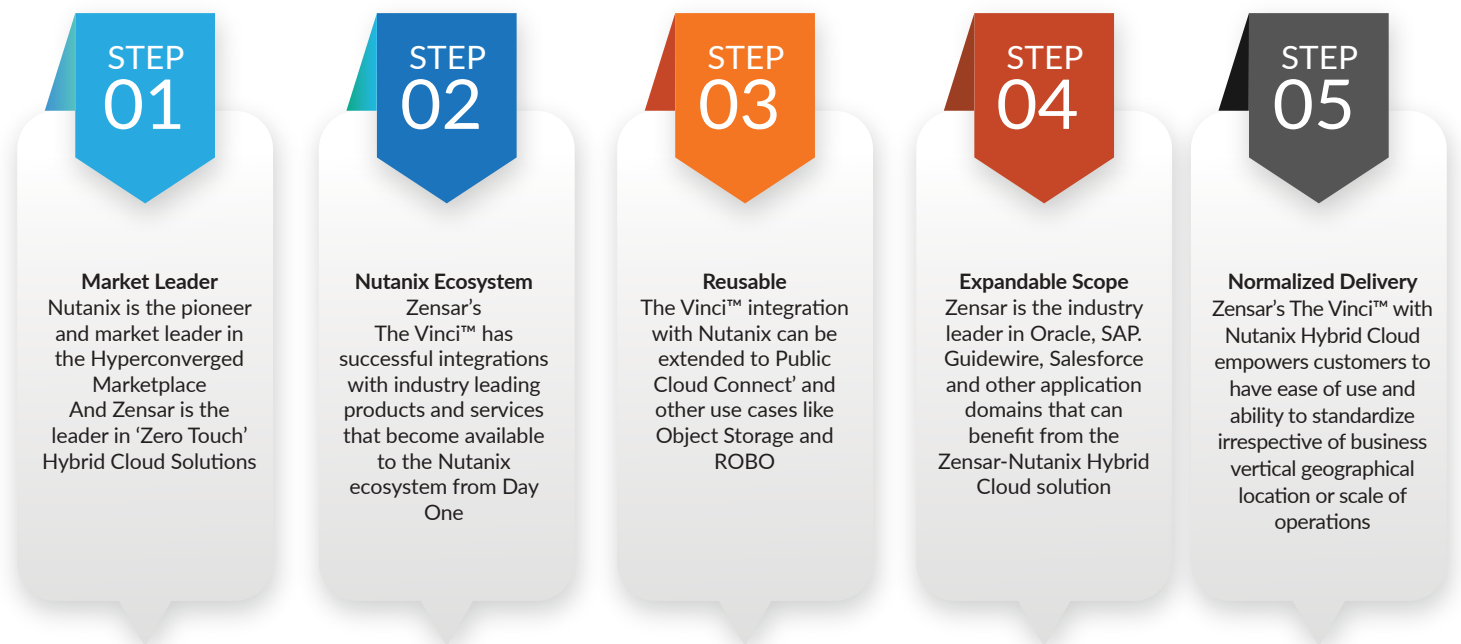 STEP
01
Market Leader
Nutanix is the pioneer
and market leader in
the Hyperconverged
Marketplace
And Zensar is the
leader in ‘Zero Touch’
Hybrid Cloud Solutions
STEP
02
Nutanix Ecosystem
Zensar’s
The Vinci™ has
successful integrations
with industry leading
products and services
that become available
to the Nutanix
ecosystem from Day
One
STEP
03
Reusable
The Vinci™ integration
with Nutanix can be
extended to Public
Cloud Connect’ and
other use cases like
Object Storage and
ROBO
STEP
04
Expandable Scope
Zensar is the industry
leader in Oracle, SAP.
Guidewire, Salesforce
and other application
domains that can
benefit from the
Zensar-Nutanix Hybrid
Cloud solution
STEP
05
Normalized Delivery
Zensar’s The Vinci™ with
Nutanix Hybrid Cloud
empowers customers to
have ease of use and
ability to standardize
irrespective of business
vertical geographical
location or scale of
operations